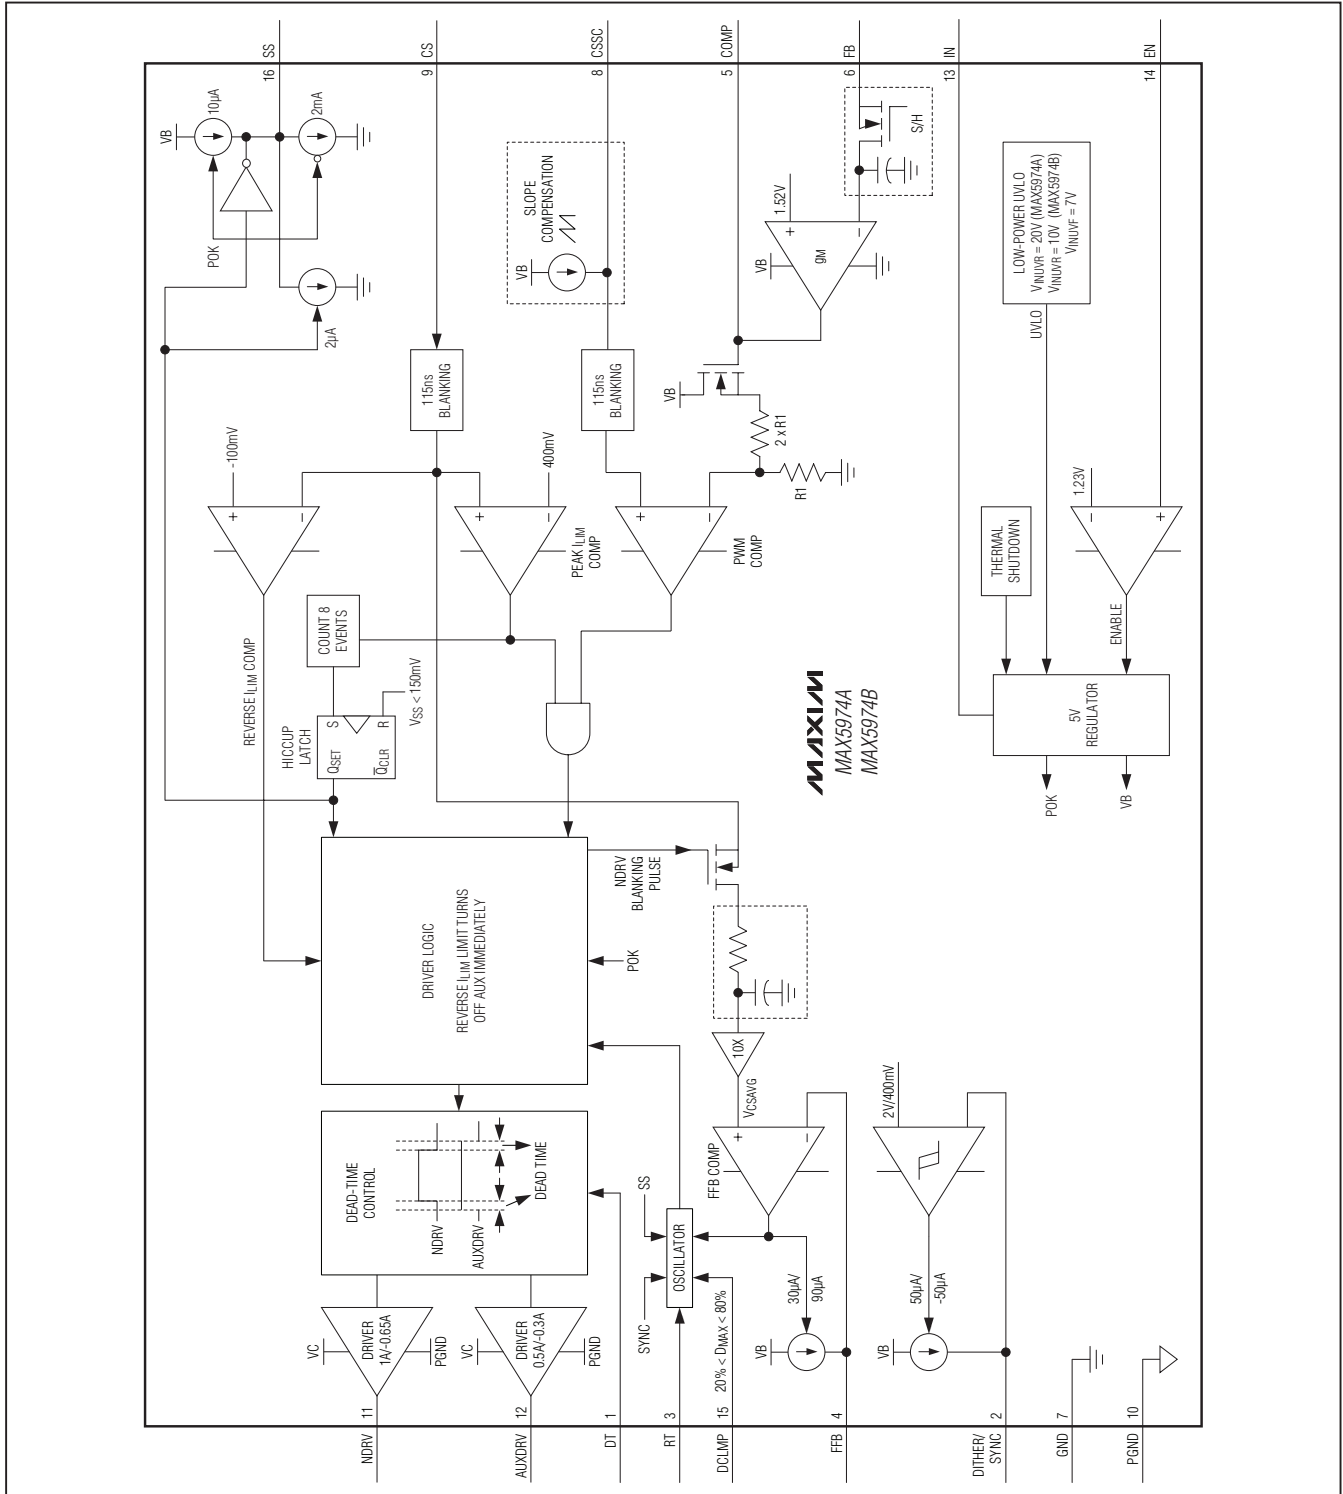 SS
16
CS
9
CSSC
8
COMP
5
FB
6
IN
13
EN
14
VB
10µA
2mA
POK
2µA
SLOPE
COMPENSATION
VB
115ns
BLANKING
115ns
BLANKING
VB
2 x R1
R1
1.52V
+
−
gM
VB
S/H
LOW-POWER UVLO
VINUVR = 20V (MAX5974A)
VINUVR = 10V (MAX5974B)
VINUVF = 7V
UVLO
-100mV
+
−
REVERSE ILIM COMP
+
−
400mV
PEAK ILIM
COMP
+
−
PWM
COMP
THERMAL
SHUTDOWN
1.23V
−
+
ENABLE
COUNT 8
EVENTS
HICCUP
LATCH
S
R
QSET
QCLR
VSS < 150mV
MAXIM
MAX5974A
MAX5974B
5V
REGULATOR
POK
VB
DRIVER LOGIC
REVERSE ILIM LIMIT TURNS
OFF AUX IMMEDIATELY
NDRV
BLANKING
PULSE
POK
10X
VCSAVG
+
−
FFB COMP
2V/400mV
DEAD-TIME
CONTROL
NDRV
AUXDRV
DEAD TIME
SS
OSCILLATOR
SYNC
20% < DMAX < 80%
30µA/
90µA
VB
50µA/
-50µA
VB
VC
DRIVER
1A/-0.65A
PGND
VC
DRIVER
0.5A/-0.3A
PGND
11
NDRV
12
AUXDRV
1
DT
3
RT
15
DCLMP
4
FFB
2
DITHER/
SYNC
7
GND
10
PGND